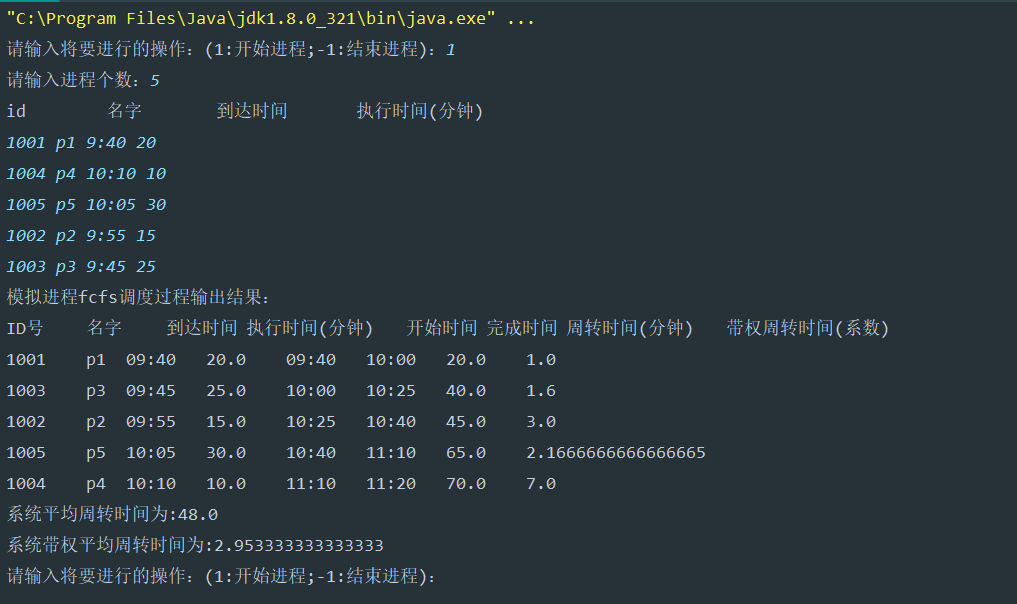 "C:\Program Files\Java\jdk1.8.0_321\bin\java.exe" ...
请输入将要进行的操作：(1:开始进程;-1:结束进程)：1
请输入进程个数：5
id 名字 到达时间 执行时间(分钟)
1001 p1 9:40 20
1004 p4 10:10 10
1005 p5 10:05 30
1002 p2 9:55 15
1003 p3 9:45 25
模拟进程fcfs调度过程输出结果：
ID号 名字 到达时间 执行时间(分钟) 开始时间 完成时间 周转时间(分钟) 带权周转时间(系数)
1001 p1 09:40 20.0 09:40 10:00 20.0 1.0
1003 p3 09:45 25.0 10:00 10:25 40.0 1.6
1002 p2 09:55 15.0 10:25 10:40 45.0 3.0
1005 p5 10:05 30.0 10:40 11:10 65.0 2.1666666666666665
1004 p4 10:10 10.0 11:10 11:20 70.0 7.0
系统平均周转时间为:48.0
系统带权平均周转时间为:2.953333333333333
请输入将要进行的操作：(1:开始进程;-1:结束进程)：